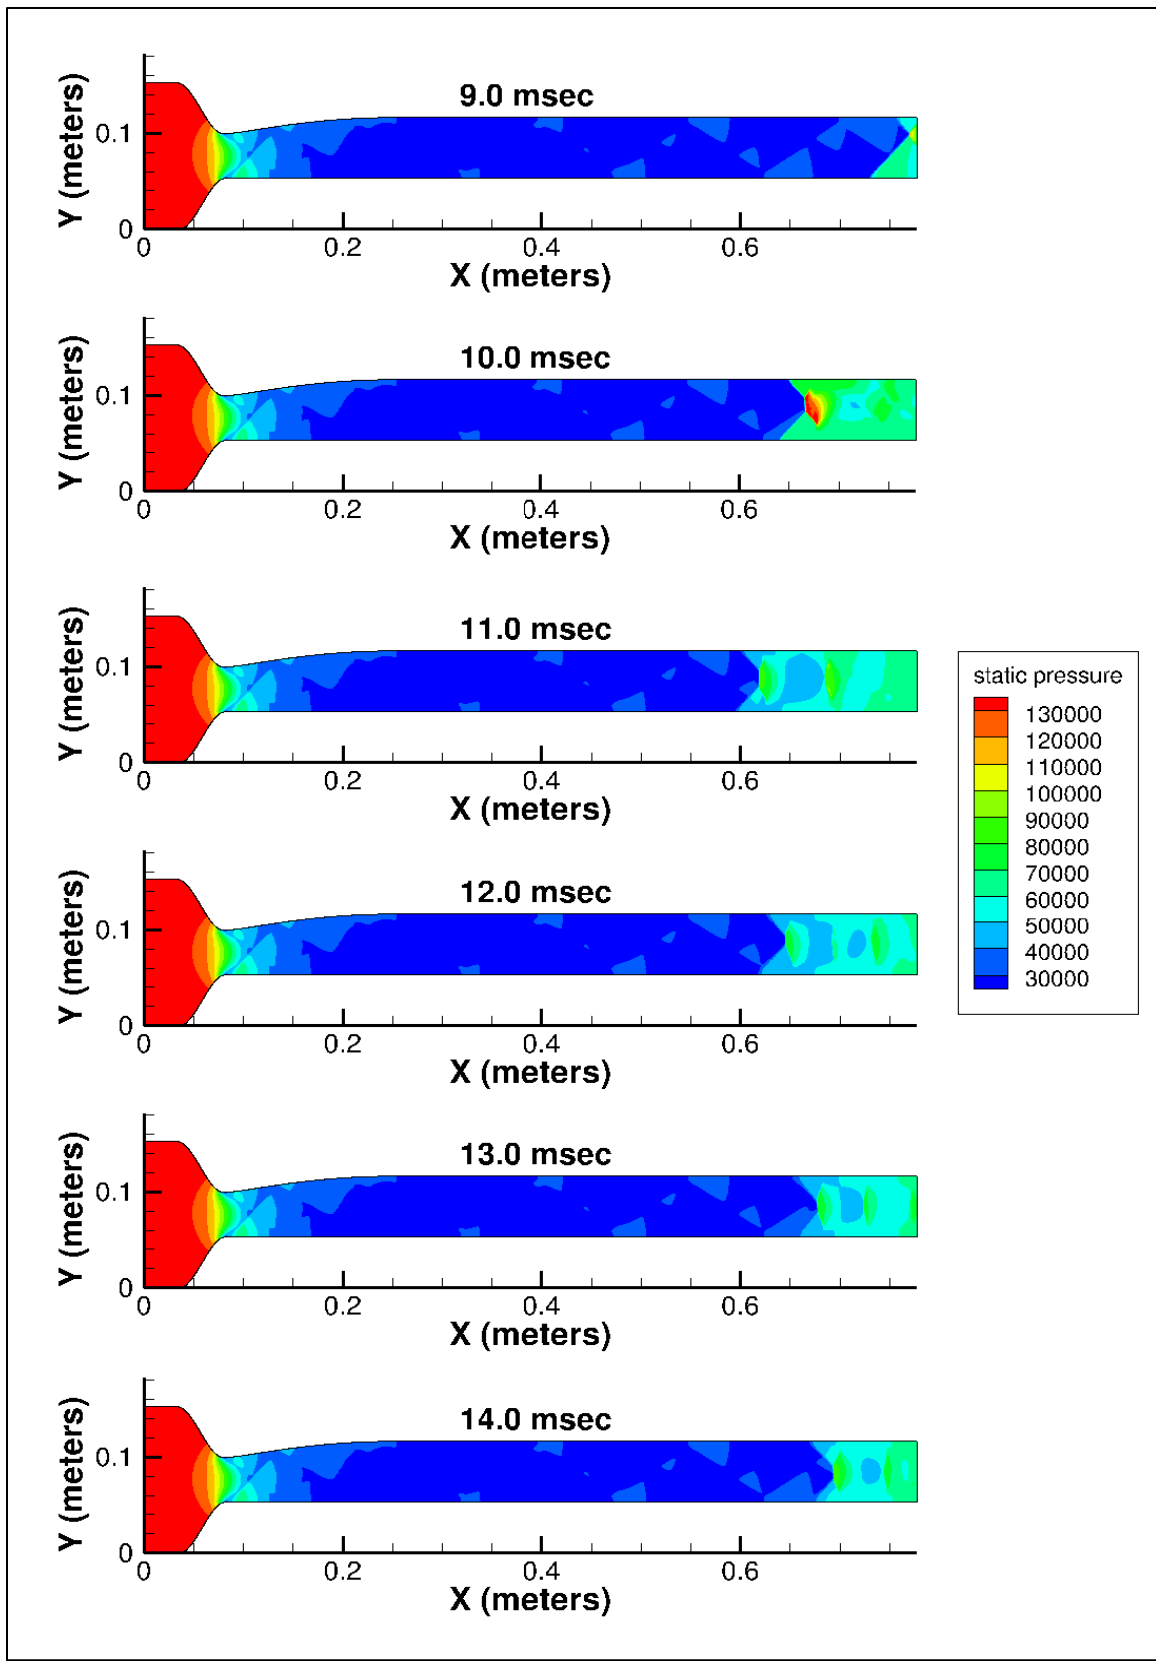 9.0 msec
Y (meters)
0.1
0
0 0.2 0.4 0.6
X (meters)
10.0 msec
Y (meters)
0.1
0
0 0.2 0.4 0.6
X (meters)
11.0 msec
Y (meters)
0.1
0
0 0.2 0.4 0.6
X (meters)
static pressure
130000
120000
110000
100000
90000
80000
70000
60000
50000
40000
30000
12.0 msec
Y (meters)
0.1
0
0 0.2 0.4 0.6
X (meters)
13.0 msec
Y (meters)
0.1
0
0 0.2 0.4 0.6
X (meters)
14.0 msec
Y (meters)
0.1
0
0 0.2 0.4 0.6
X (meters)